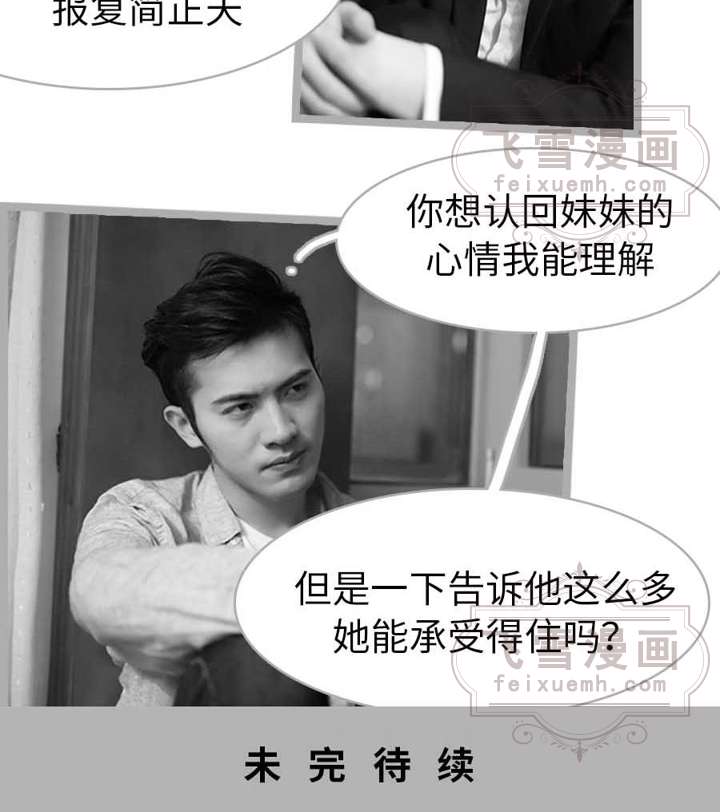 报复简正天
飞雪漫画
feixuemh.com
你想认回妹妹的
心情我能理解
但是一下告诉他这么多
她能承受得住吗?
飞雪漫画
feixuemh.com
未完待续